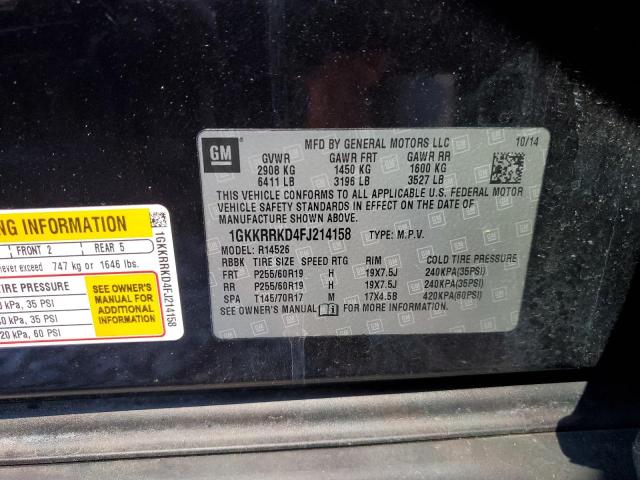 NG INFORMATION
FRONT 2 REAR 5
never exceed 747 kg or 1646 lbs.
RE PRESSURE
kPa, 35 PSI
kPa, 35 PSI
20 kPa, 60 PSI
SEE OWNER'S
MANUAL FOR
ADDITIONAL
INFORMATION
1GKKRRKD4FJ214158
GM
MFD BY GENERAL MOTORS LLC
10/14
GVWR GAWR FRT GAWR RR
2908 KG 1450 KG 1600 KG
6411 LB 3196 LB 3527 LB
THIS VEHICLE CONFORMS TO ALL APPLICABLE U.S. FEDERAL MOTOR
VEHICLE SAFETY STANDARDS IN EFFECT ON THE DATE OF
MANUFACTURE SHOWN ABOVE.
1GKKRRKD4FJ214158 TYPE: M.P.V.
MODEL: R14526
RBBK TIRE SIZE SPEED RTG RIM COLD TIRE PRESSURE
FRT P255/60R19 H 19X7.5J 240KPA(35PSI)
RR P255/60R19 H 19X7.5J 240KPA(35PSI)
SPA T145/70R17 M 17X4.5B 420KPA(60PSI)
SEE OWNER'S MANUAL FOR MORE INFORMATION